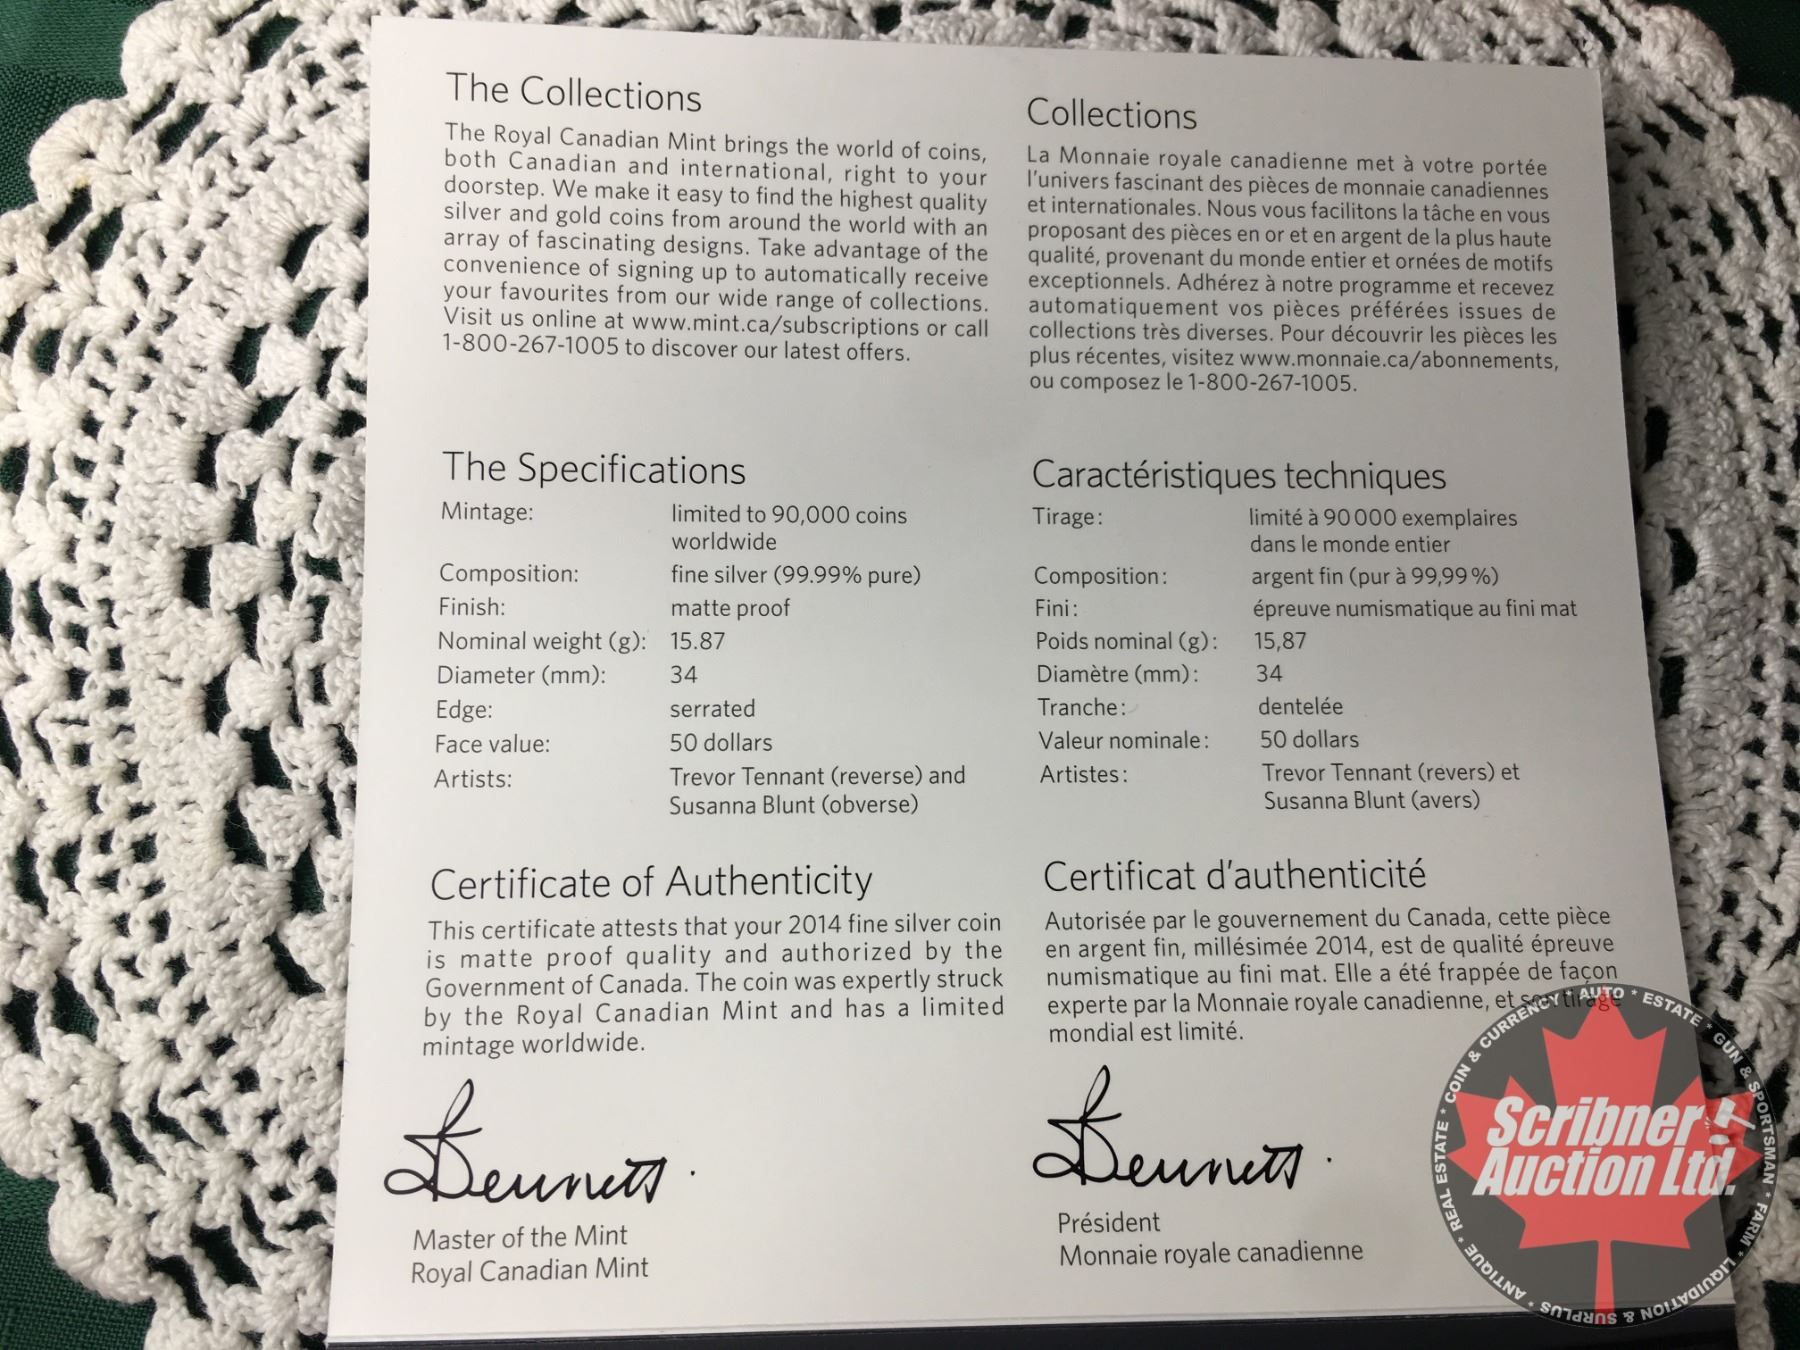 The Collections
The Royal Canadian Mint brings the world of coins,
both Canadian and international, right to your
doorstep. We make it easy to find the highest quality
silver and gold coins from around the world with an
array of fascinating designs. Take advantage of the
convenience of signing up to automatically receive
your favourites from our wide range of collections.
Visit us online at www.mint.ca/subscriptions or call
1-800-267-1005 to discover our latest offers.
Collections
La Monnaie royale canadienne met à votre portée
l'univers fascinant des pièces de monnaie canadiennes
et internationales. Nous vous facilitons la tâche en vous
proposant des pièces en or et en argent de la plus haute
qualité, provenant du monde entier et ornées de motifs
exceptionnels. Adhérez à notre programme et recevez
automatiquement vos pièces préférées issues de
collections très diverses. Pour découvrir les pièces les
plus récentes, visitez www.monnaie.ca/abonnements,
ou composez le 1-800-267-1005.
The Specifications
Mintage: limited to 90,000 coins
worldwide
Composition: fine silver (99.99% pure)
Finish: matte proof
Nominal weight (g): 15.87
Diameter (mm): 34
Edge: serrated
Face value: 50 dollars
Artists: Trevor Tennant (reverse) and
Susanna Blunt (obverse)
Caractéristiques techniques
Tirage : limité à 90 000 exemplaires
dans le monde entier
Composition : argent fin (pur à 99,99 %)
Fini : épreuve numismatique au fini mat
Poids nominal (g) : 15,87
Diamètre (mm) : 34
Tranche : dentelée
Valeur nominale : 50 dollars
Artistes : Trevor Tennant (revers) et
Susanna Blunt (avers)
Certificate of Authenticity
This certificate attests that your 2014 fine silver coin
is matte proof quality and authorized by the
Government of Canada. The coin was expertly struck
by the Royal Canadian Mint and has a limited
mintage worldwide.
Bennett
Master of the Mint
Royal Canadian Mint
Certificat d'authenticité
Autorisée par le gouvernement du Canada, cette pièce
en argent fin, millésimée 2014, est de qualité épreuve
numismatique au fini mat. Elle a été frappée de façon
experte par la Monnaie royale canadienne, et son tirage
mondial est limité.
Bennett
Président
Monnaie royale canadienne
Scribner
Auction Ltd.
* REAL ESTATE * COIN & CURRENCY * AUTO * ESTATE * GUN & SPORTSMAN * FARM * LIQUIDATION & SURPLUS * ANTIQUE